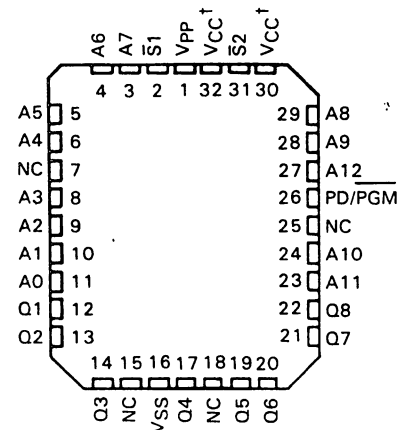 A6 A7 S̅1 VPP VCC† S̅2 VCC†
4 3 2 1 32 31 30
A5 5 29 A8
A4 6 28 A9
NC 7 27 A12
A3 8 26 PD/P̅G̅M̅
A2 9 25 NC
A1 10 24 A10
A0 11 23 A11
Q1 12 22 Q8
Q2 13 21 Q7
14 15 16 17 18 19 20
Q3 NC VSS Q4 NC Q5 Q6